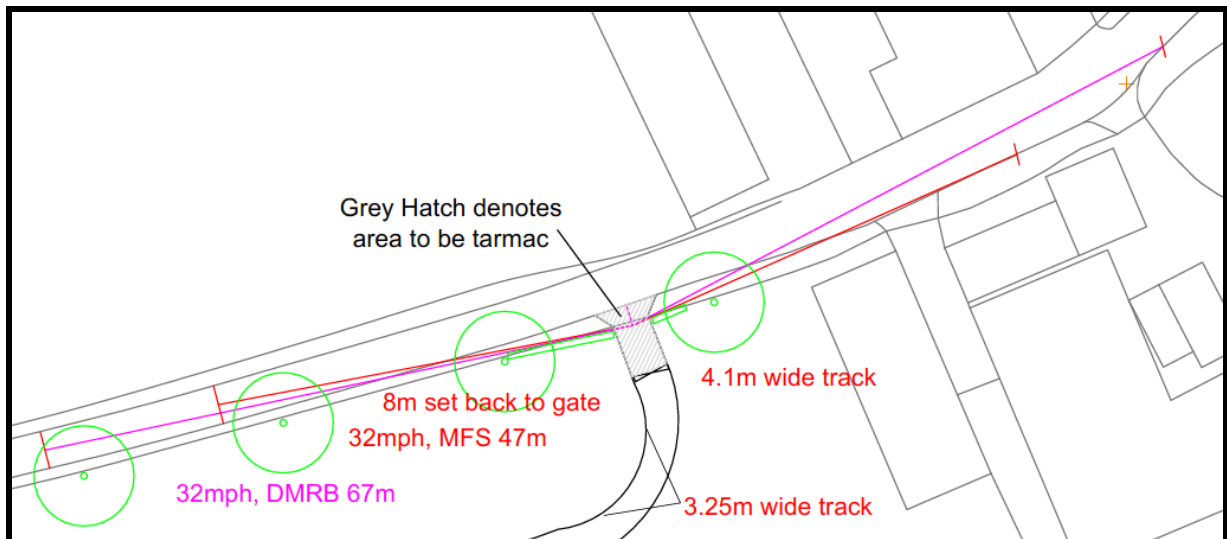 Grey Hatch denotes
area to be tarmac
4.1m wide track
8m set back to gate
32mph, MFS 47m
32mph, DMRB 67m
3.25m wide track